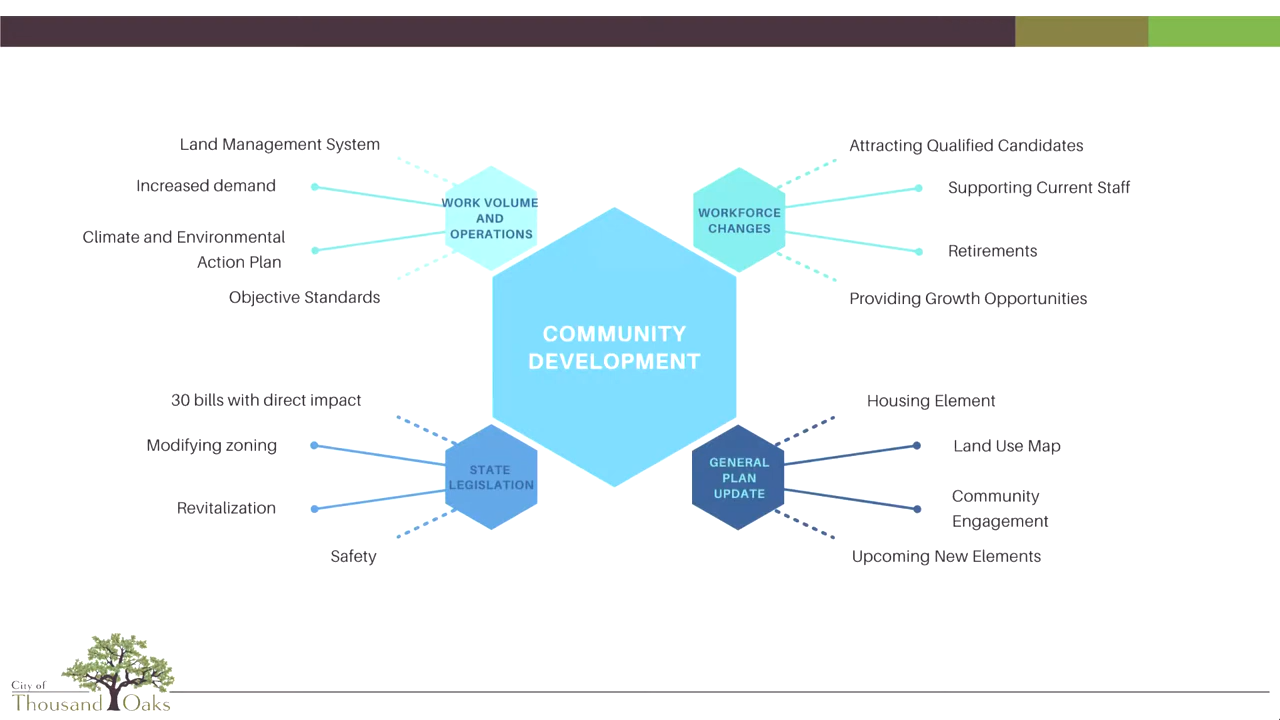 Land Management System
Increased demand
Climate and Environmental
Action Plan
Objective Standards
WORK VOLUME
AND
OPERATIONS
Attracting Qualified Candidates
Supporting Current Staff
Retirements
Providing Growth Opportunities
WORKFORCE
CHANGES
COMMUNITY
DEVELOPMENT
30 bills with direct impact
Modifying zoning
Revitalization
Safety
STATE
LEGISLATION
Housing Element
Land Use Map
Community
Engagement
Upcoming New Elements
GENERAL
PLAN
UPDATE
City of
Thousand Oaks